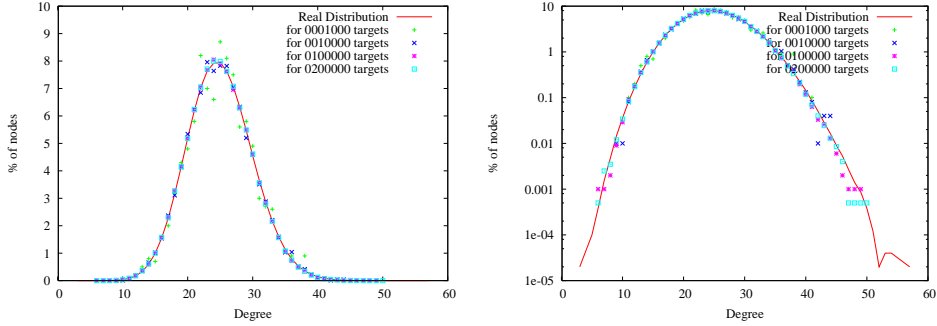 Real Distribution
for 0001000 targets
for 0010000 targets
for 0100000 targets
for 0200000 targets
10
9
8
7
6
5
4
3
2
1
0
% of nodes
0 10 20 30 40 50 60
Degree
Real Distribution
for 0001000 targets
for 0010000 targets
for 0100000 targets
for 0200000 targets
10
1
0.1
0.01
0.001
1e-04
1e-05
% of nodes
0 10 20 30 40 50 60
Degree